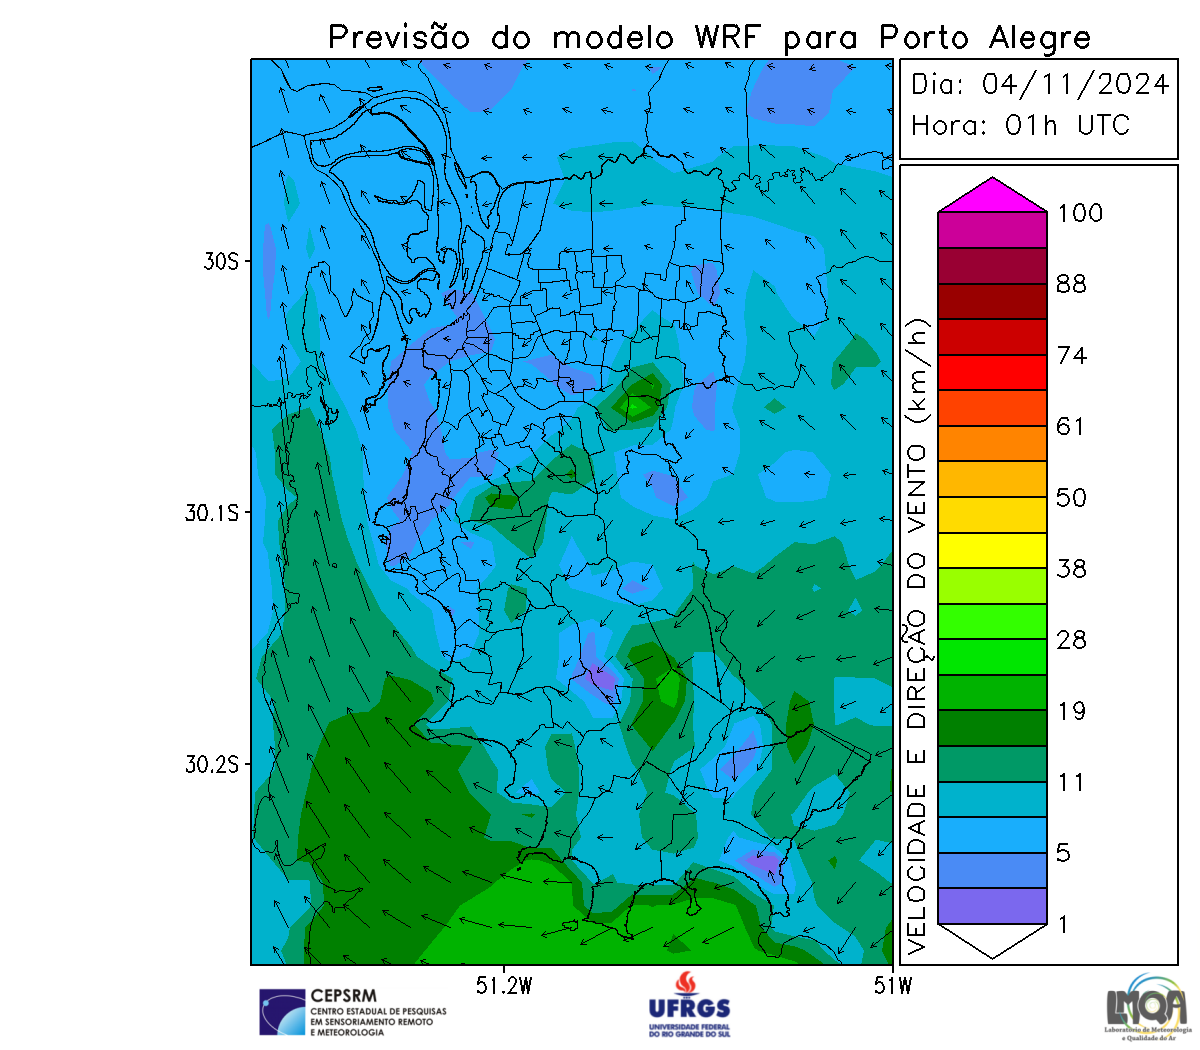 Previsão do modelo WRF para Porto Alegre
Dia: 04/11/2024
Hora: 01h UTC
30S
30.1S
30.2S
51.2W
51W
VELOCIDADE E DIREÇÃO DO VENTO (km/h)
100
88
74
61
50
38
28
19
11
5
1
CEPSRM
CENTRO ESTADUAL DE PESQUISAS
EM SENSORIAMENTO REMOTO
E METEOROLOGIA
UFRGS
UNIVERSIDADE FEDERAL
DO RIO GRANDE DO SUL
LMQA
Laboratório de Meteorologia
e Qualidade do Ar